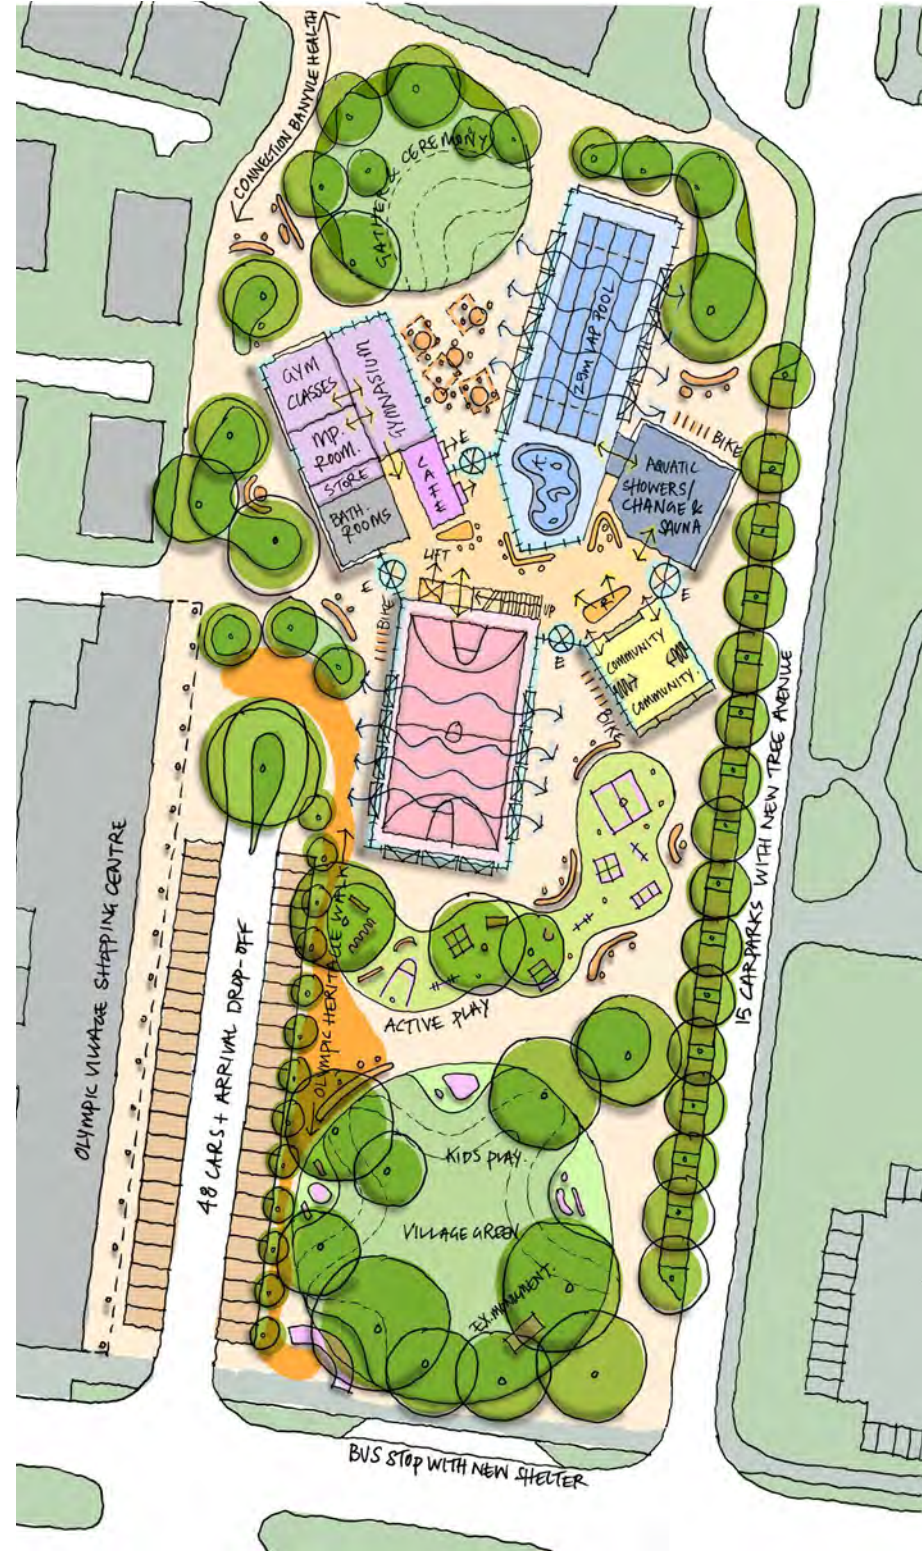 CONNECTION BANYULE HEALTH
GATHER & CEREMONY
25m AP POOL
GYM
CLASSES
GYMNASIUM
MP
ROOM.
STORE
BATH-
ROOMS
CAFE
E
BIKE
AQUATIC
SHOWERS/
CHANGE &
SAUNA
LIFT
UP
E
BIKE
E
E
COMMUNITY
COMMUNITY.
BIKE
OLYMPIC VILLAGE SHOPPING CENTRE
48 CARS + ARRIVAL DROP-OFF
OLYMPIC HERITAGE WALK
ACTIVE PLAY
15 CARPARKS WITH NEW TREE AVENUE
KIDS PLAY.
VILLAGE GREEN
EX. MONUMENT.
BUS STOP WITH NEW SHELTER